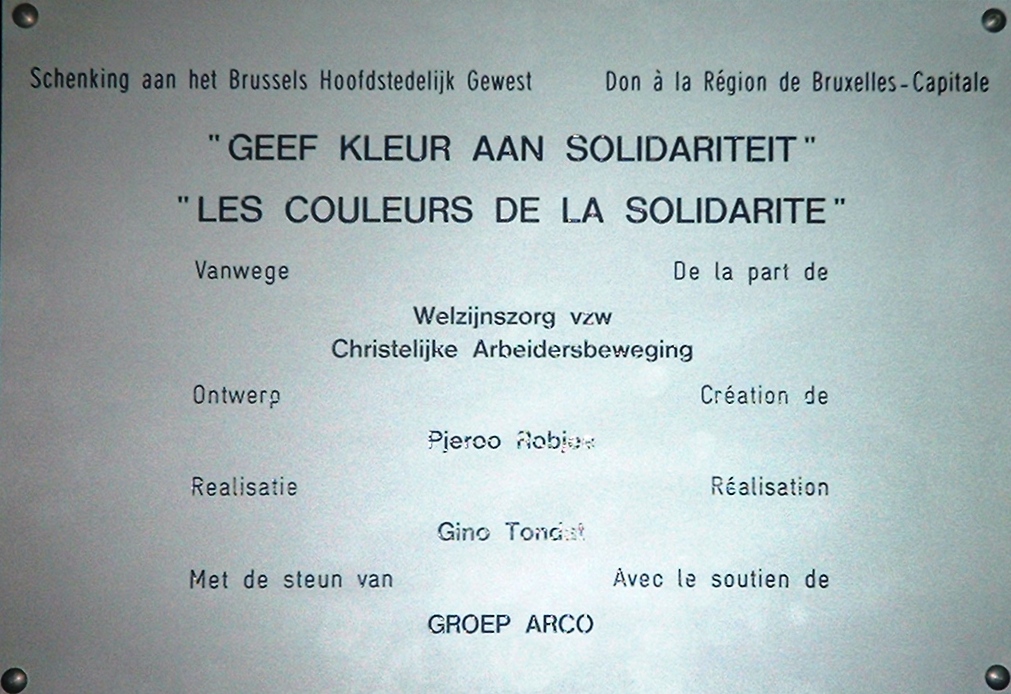 Schenking aan het Brussels Hoofdstedelijk Gewest Don à la Région de Bruxelles-Capitale
"GEEF KLEUR AAN SOLIDARITEIT"
"LES COULEURS DE LA SOLIDARITE"
Vanwege De la part de
Welzijnszorg vzw
Christelijke Arbeidersbeweging
Ontwerp Création de
Pjeroo
Realisatie Réalisation
Gino
Met de steun van Avec le soutien de
GROEP ARCO